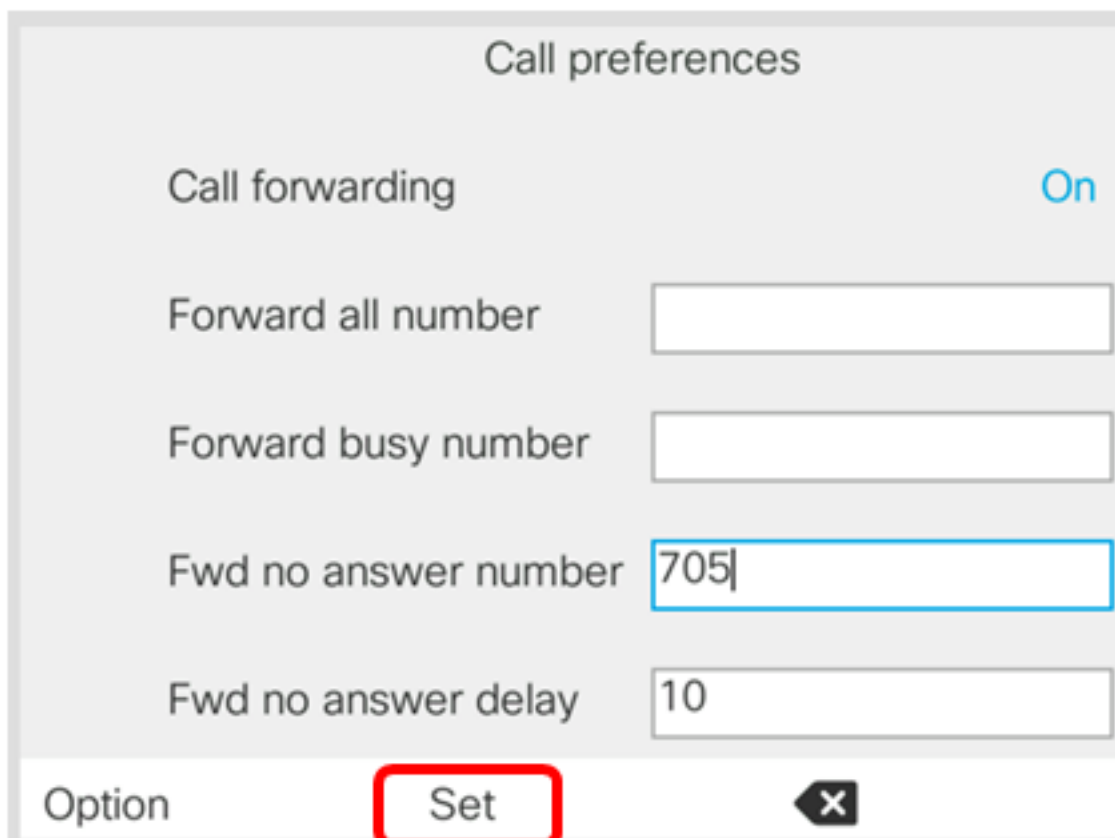 Call preferences
Call forwarding On
Forward all number
Forward busy number
Fwd no answer number 705
Fwd no answer delay 10
Option Set